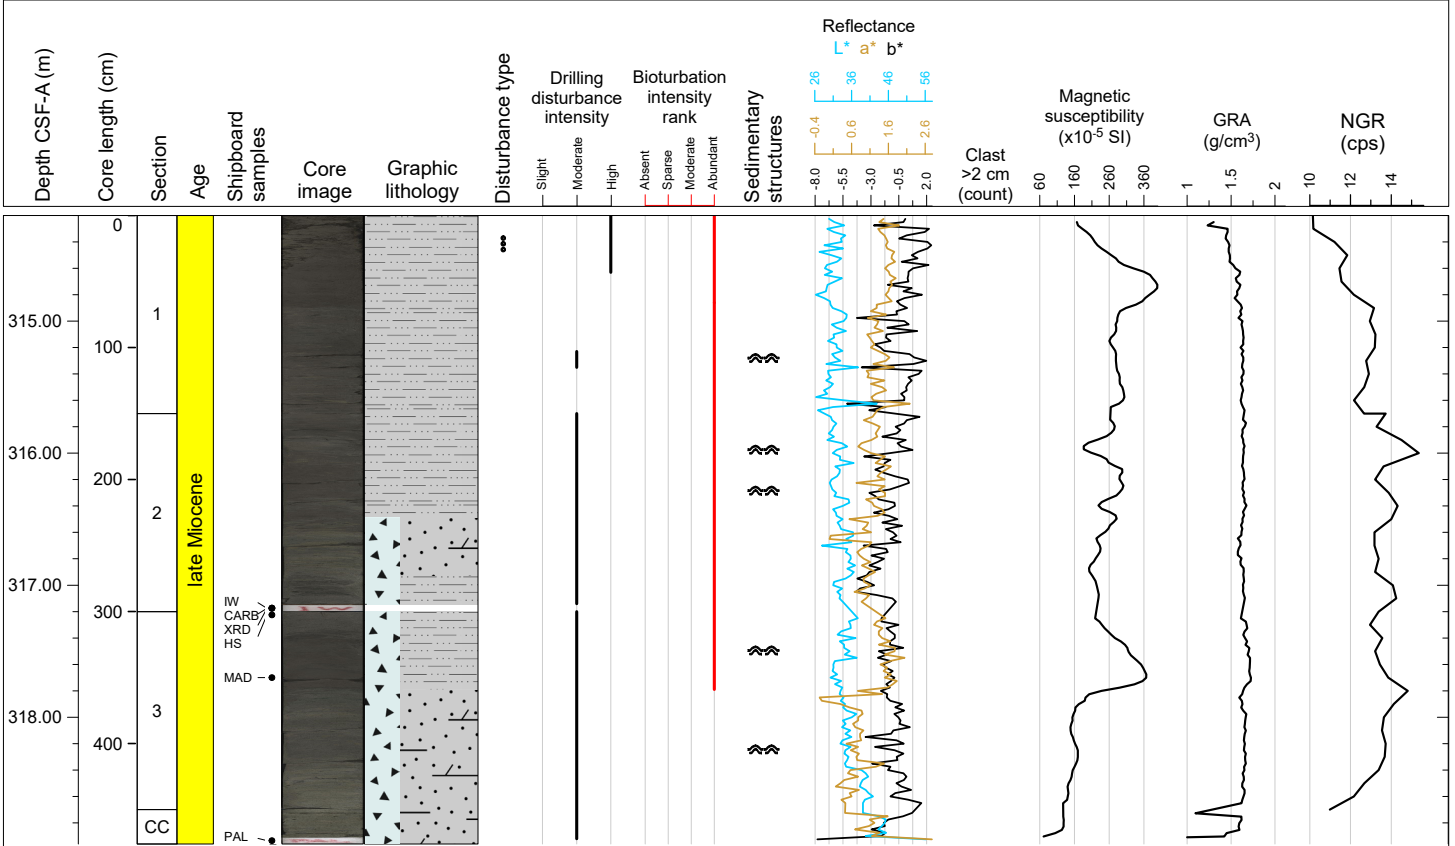 Depth CSF-A (m)
Core length (cm)
Section
Age
Shipboard
samples
Core
image
Graphic
lithology
Disturbance type
Drilling
disturbance
intensity
Slight
Moderate
High
Bioturbation
intensity
rank
Absent
Sparse
Moderate
Abundant
Sedimentary
structures
Reflectance
L* a* b*
26 36 46 56
-0.4 0.6 1.6 2.6
-8.0 -5.5 -3.0 -0.5 2.0
Clast
>2 cm
(count)
Magnetic
susceptibility
(x10-5 SI)
60 160 260 360
GRA
(g/cm3)
1 1.5 2
NGR
(cps)
10 12 14
315.00
316.00
317.00
318.00
0
100
200
300
400
1
2
3
CC
late Miocene
IW
CARB
XRD
HS
MAD
PAL